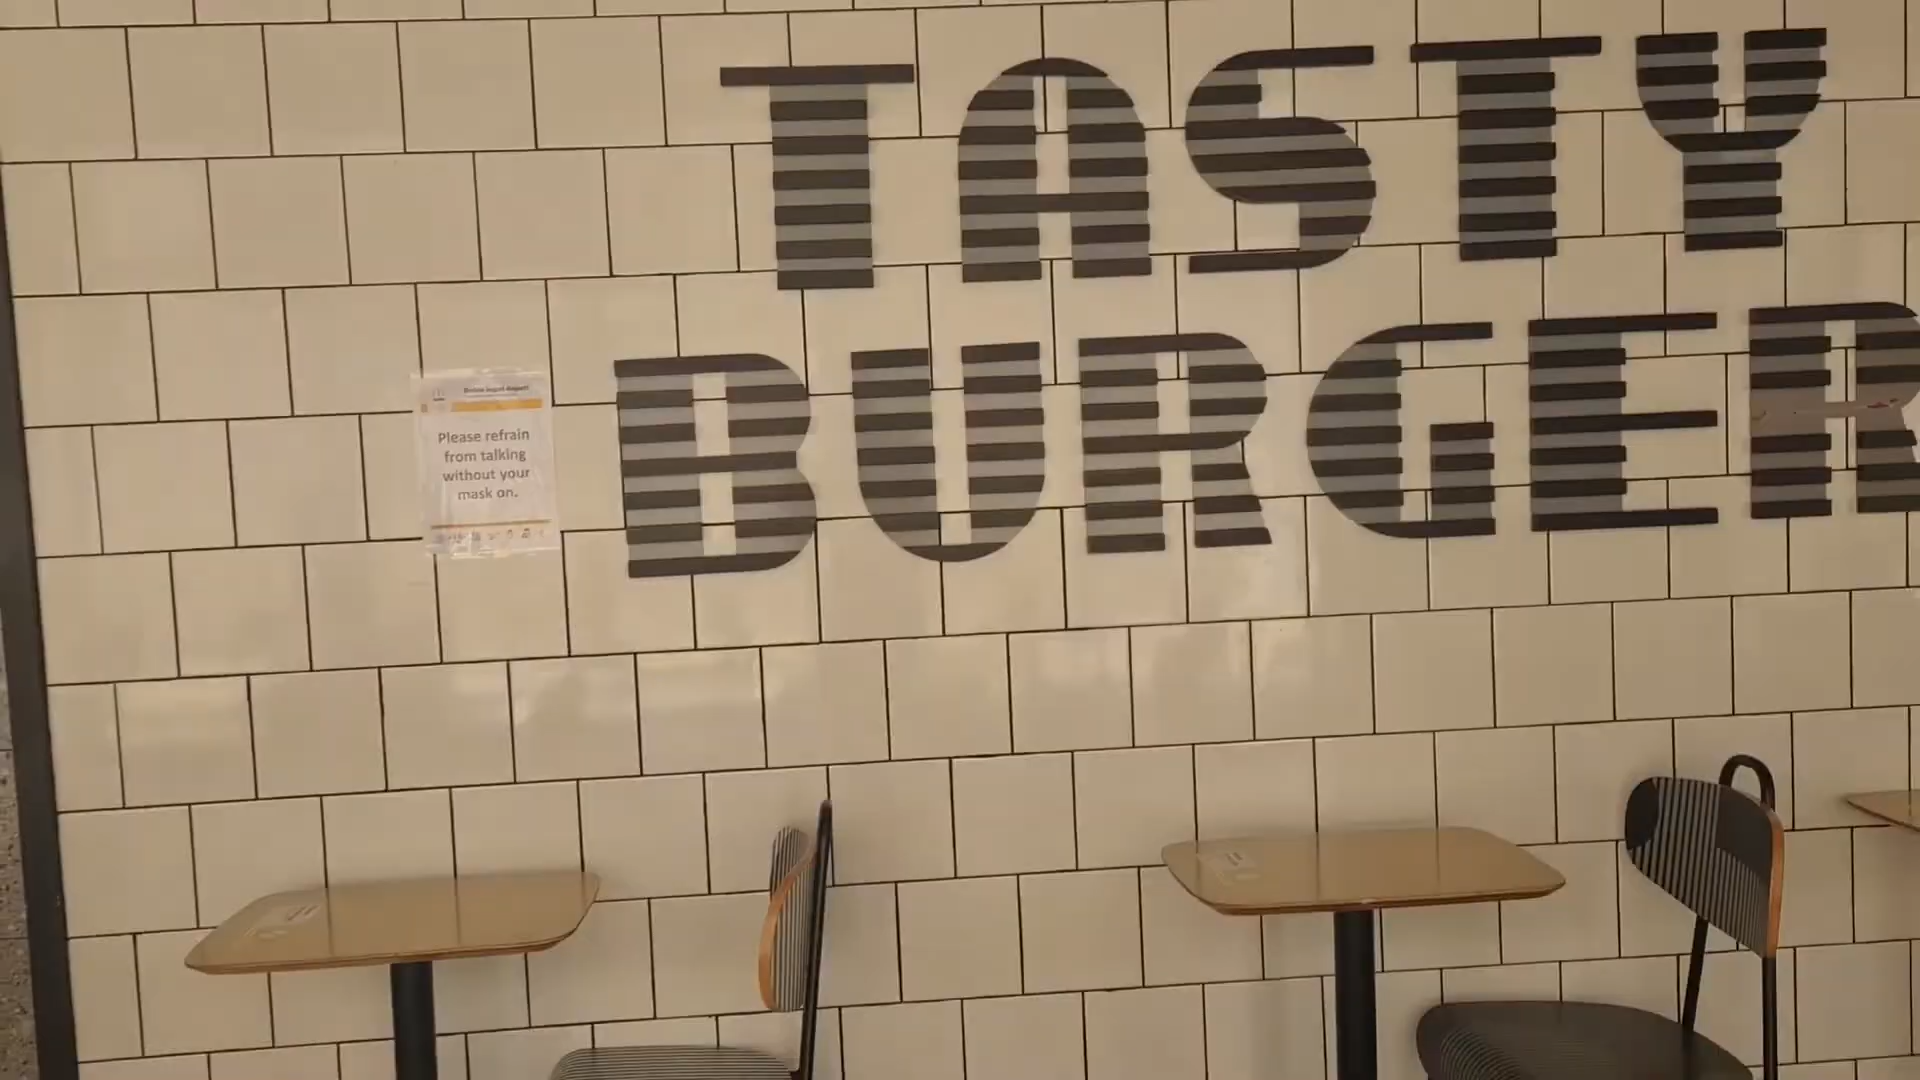 TASTY
BURGER
Please refrain
from talking
without your
mask on.